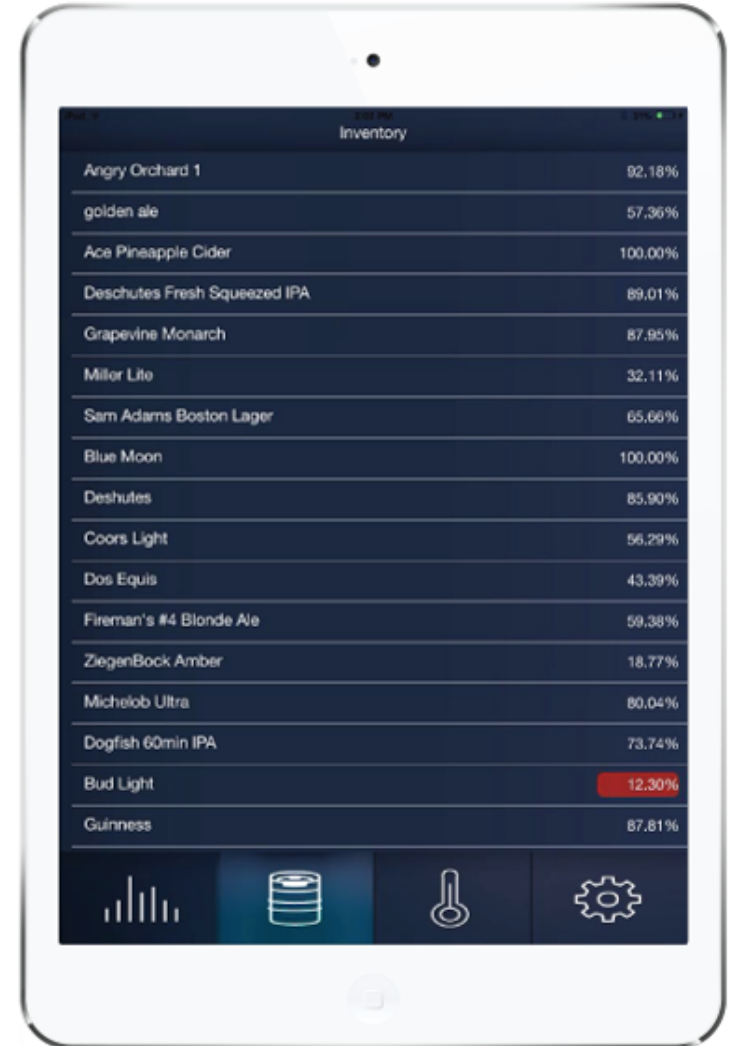 Inventory
Angry Orchard 1 92.18%
golden ale 57.36%
Ace Pineapple Cider 100.00%
Deschutes Fresh Squeezed IPA 89.01%
Grapevine Monarch 87.95%
Miller Lite 32.11%
Sam Adams Boston Lager 65.66%
Blue Moon 100.00%
Deshutes 85.90%
Coors Light 56.29%
Dos Equis 43.39%
Fireman's #4 Blonde Ale 59.38%
ZiegenBock Amber 18.77%
Michelob Ultra 80.04%
Dogfish 60min IPA 73.74%
Bud Light 12.30%
Guinness 87.81%